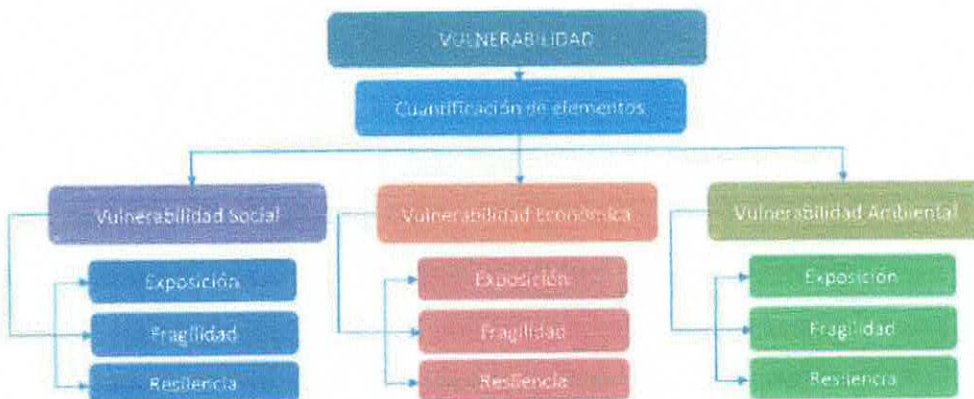 VULNERABILIDAD
Cuantificación de elementos
Vulnerabilidad Social
Exposición
Fragilidad
Resiliencia
Vulnerabilidad Económica
Exposición
Fragilidad
Resiliencia
Vulnerabilidad Ambiental
Exposición
Fragilidad
Resiliencia